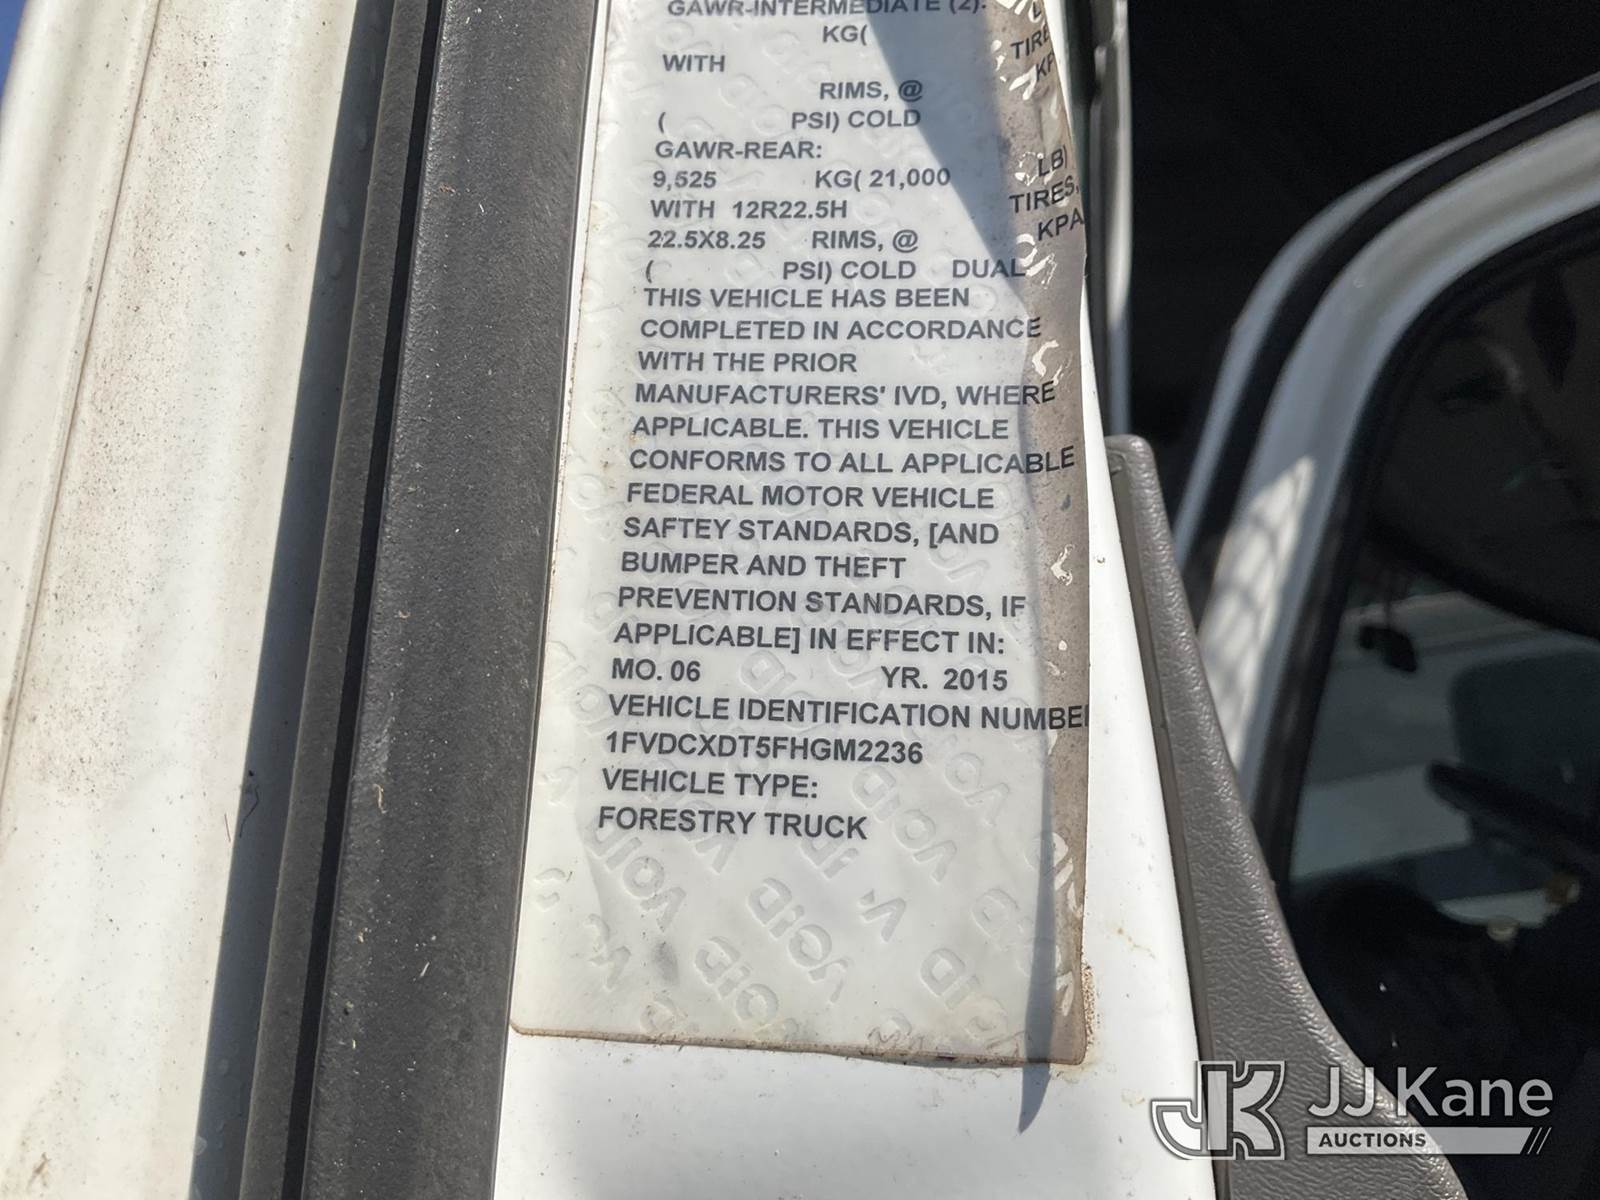 GAWR-INTERMEDIATE (2):
KG(
WITH TIRE
RIMS, @ KP
( PSI) COLD
GAWR-REAR:
9,525 KG( 21,000 LB)
WITH 12R22.5H TIRES,
22.5X8.25 RIMS, @ KPA
( PSI) COLD DUAL
THIS VEHICLE HAS BEEN
COMPLETED IN ACCORDANCE
WITH THE PRIOR
MANUFACTURERS' IVD, WHERE
APPLICABLE. THIS VEHICLE
CONFORMS TO ALL APPLICABLE
FEDERAL MOTOR VEHICLE
SAFTEY STANDARDS, [AND
BUMPER AND THEFT
PREVENTION STANDARDS, IF
APPLICABLE] IN EFFECT IN:
MO. 06 YR. 2015
VEHICLE IDENTIFICATION NUMBE
1FVDCXDT5FHGM2236
VEHICLE TYPE:
FORESTRY TRUCK
JK JJ Kane
AUCTIONS